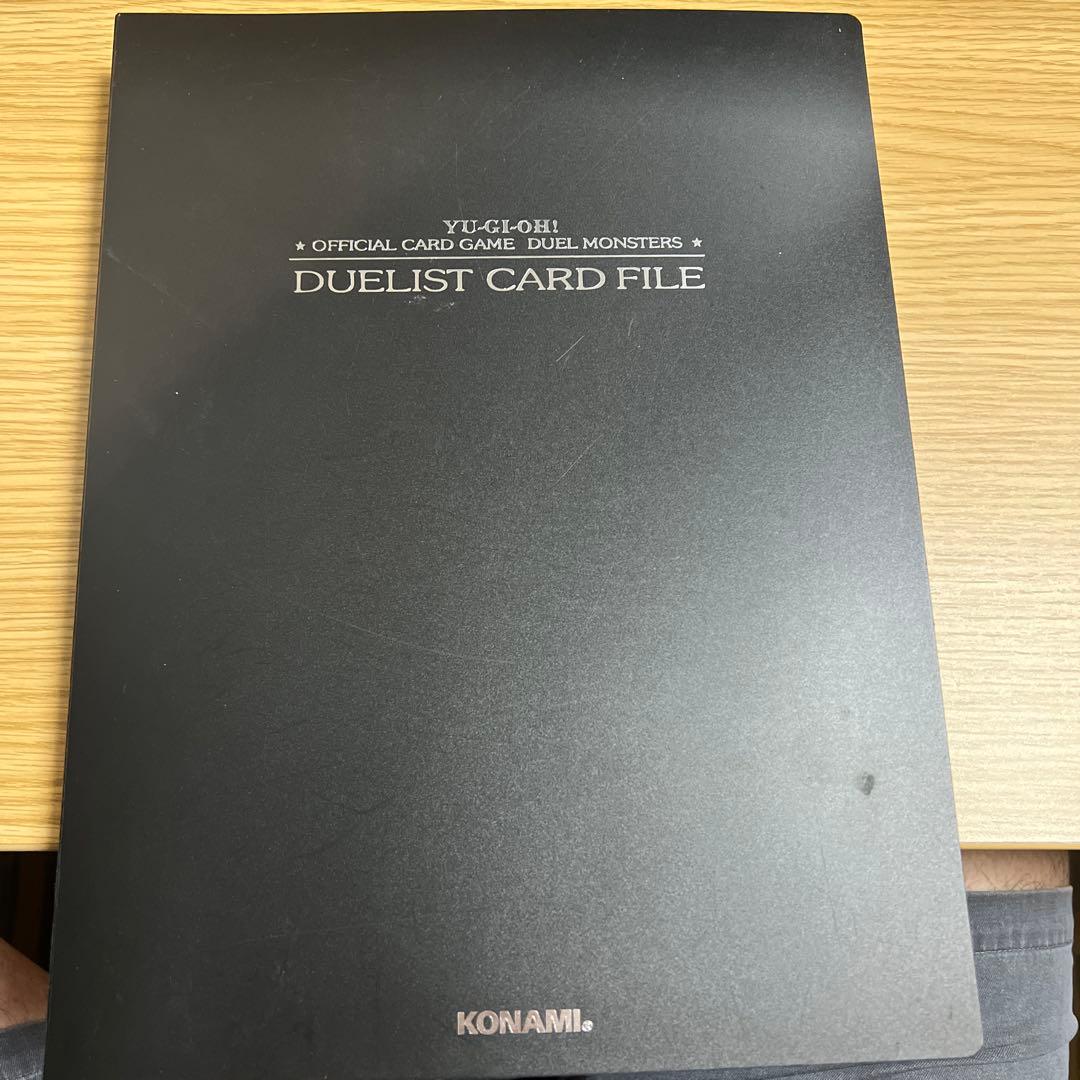 YU-GI-OH!
★ OFFICIAL CARD GAME DUEL MONSTERS ★
DUELIST CARD FILE
KONAMI®